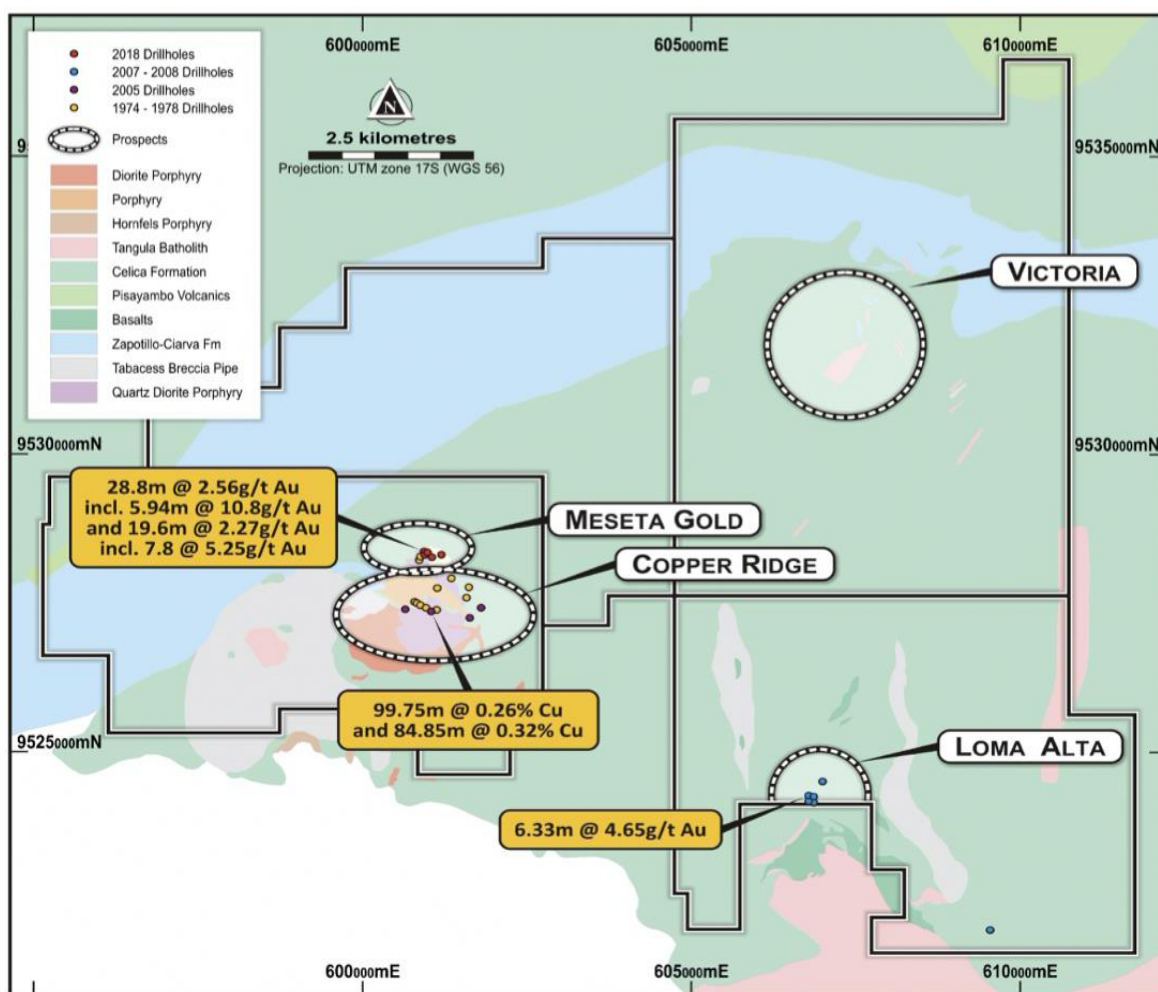 600000mE
605000mE
610000mE
2018 Drillholes
2007 - 2008 Drillholes
2005 Drillholes
1974 - 1978 Drillholes
Prospects
Diorite Porphyry
Porphyry
Hornfels Porphyry
Tangula Batholith
Celica Formation
Pisayambo Volcanics
Basalts
Zapotillo-Ciarva Fm
Tabacess Breccia Pipe
Quartz Diorite Porphyry
N
2.5 kilometres
Projection: UTM zone 17S (WGS 56)
9
9535000mN
VICTORIA
9530000mN
9530000mN
28.8m @ 2.56g/t Au
incl. 5.94m @ 10.8g/t Au
and 19.6m @ 2.27g/t Au
incl. 7.8 @ 5.25g/t Au
MESETA GOLD
COPPER RIDGE
99.75m @ 0.26% Cu
and 84.85m @ 0.32% Cu
9525000mN
LOMA ALTA
6.33m @ 4.65g/t Au
600000mE
605000mE
610000mE